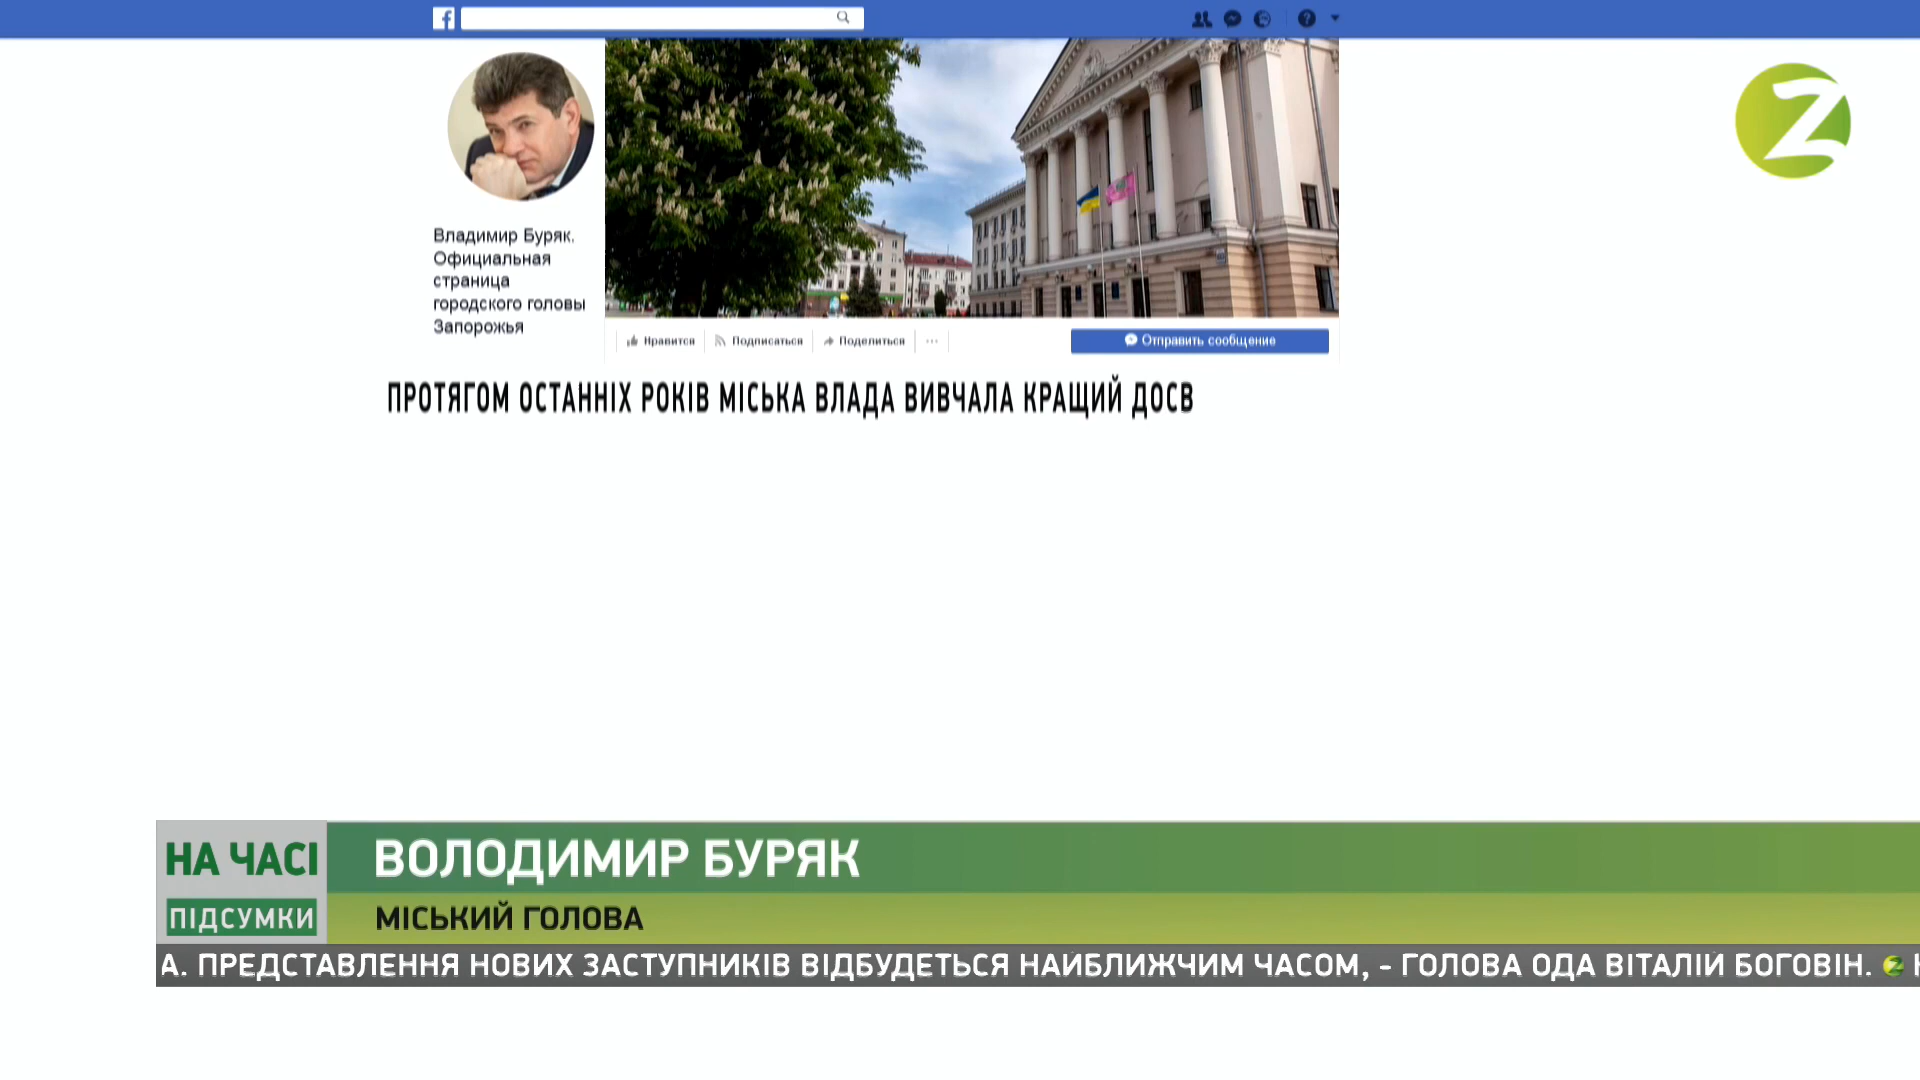 Владимир Буряк.
Официальная
страница
городского головы
Запорожья
Нравится
Подписаться
Поделиться
Отправить сообщение
ПРОТЯГОМ ОСТАННІХ РОКІВ МІСЬКА ВЛАДА ВИВЧАЛА КРАЩИЙ ДОСВ
НА ЧАСІ
ПІДСУМКИ
ВОЛОДИМИР БУРЯК
МІСЬКИЙ ГОЛОВА
А. ПРЕДСТАВЛЕННЯ НОВИХ ЗАСТУПНИКІВ ВІДБУДЕТЬСЯ НАЙБЛИЖЧИМ ЧАСОМ, - ГОЛОВА ОДА ВІТАЛІЙ БОГОВІН.